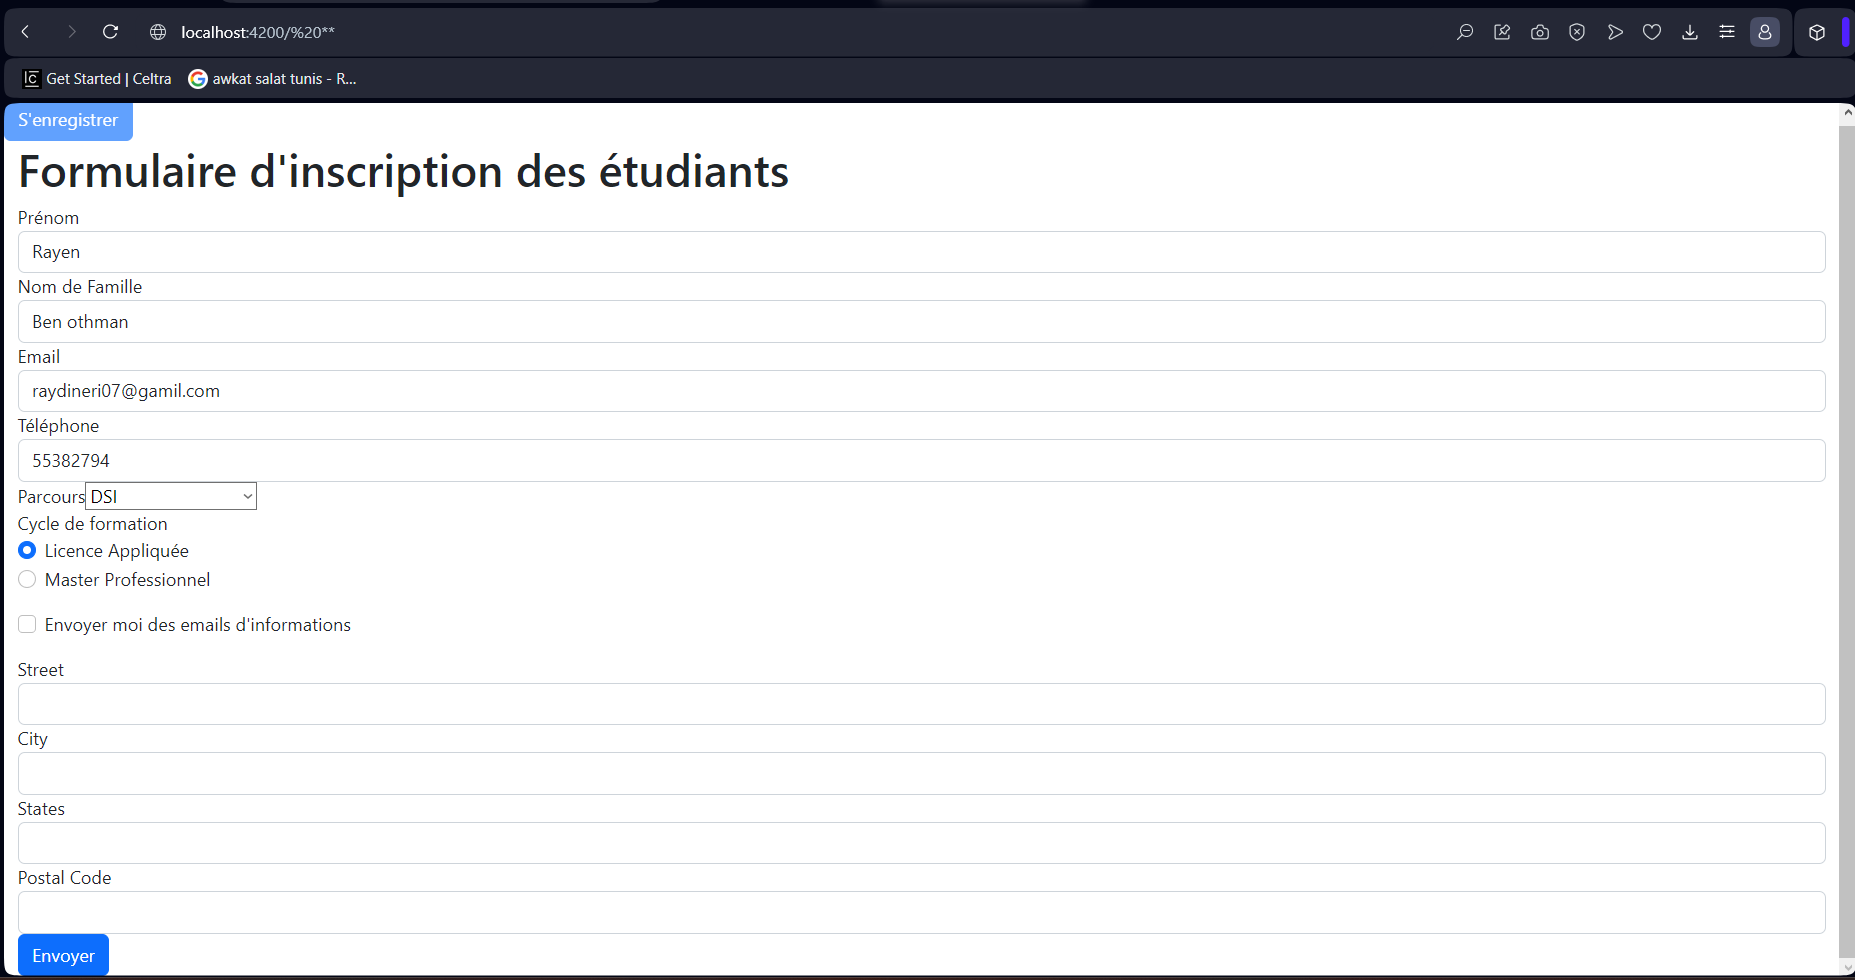 localhost:4200/%20**
Get Started | Celtra
awkat salat tunis - R...
S'enregistrer
Formulaire d'inscription des étudiants
Prénom
Rayen
Nom de Famille
Ben othman
Email
raydineri07@gamil.com
Téléphone
55382794
Parcours DSI
Cycle de formation
Licence Appliquée
Master Professionnel
Envoyer moi des emails d'informations
Street
City
States
Postal Code
Envoyer